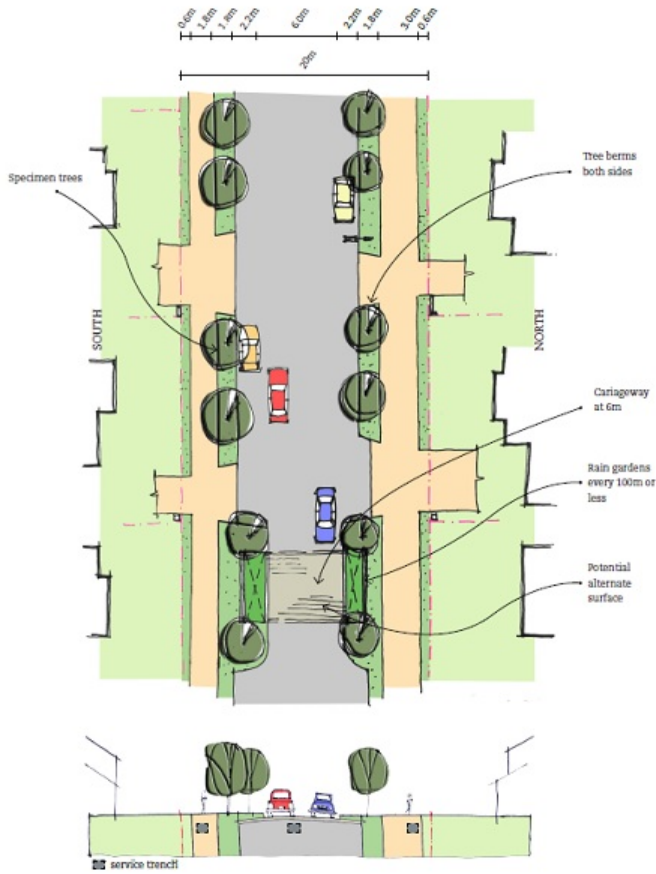 0.6m 1.8m 1.8m 2.2m 6.0m 2.2m 1.8m 3.0m 0.6m
20m
Specimen trees
Tree berms
both sides
SOUTH
NORTH
Cariageway
at 6m
Rain gardens
every 100m or
less
Potential
alternate
surface
service trench